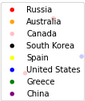 Russia
Australia
Canada
South Korea
Spain
United States
Greece
China